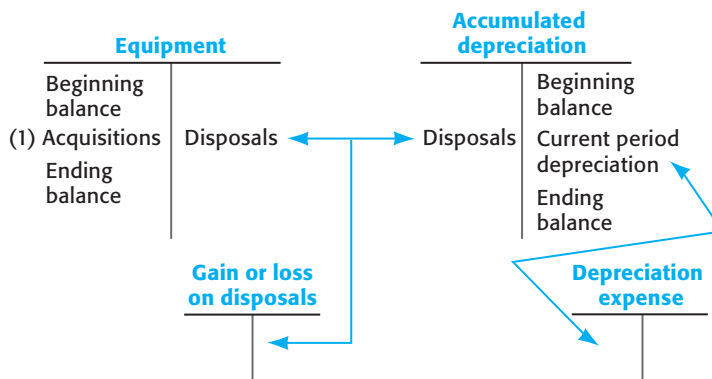 Equipment
Beginning
balance
(1) Acquisitions
Ending
balance
Disposals
Accumulated
depreciation
Disposals
Beginning
balance
Current period
depreciation
Ending
balance
Gain or loss
on disposals
Depreciation
expense